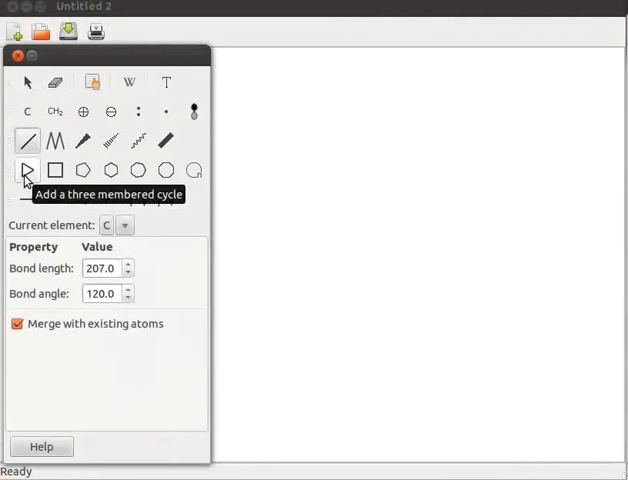 Untitled 2
W T
C CH₂
n
Add a three membered cycle
Current element: C
Property Value
Bond length: 207.0
Bond angle: 120.0
Merge with existing atoms
Help
Ready